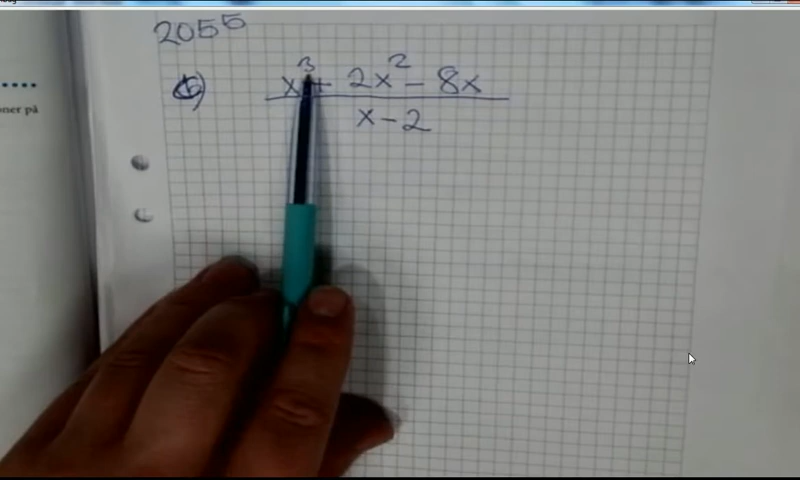 2055
c)
x³ + 2x² - 8x
x - 2
oner på